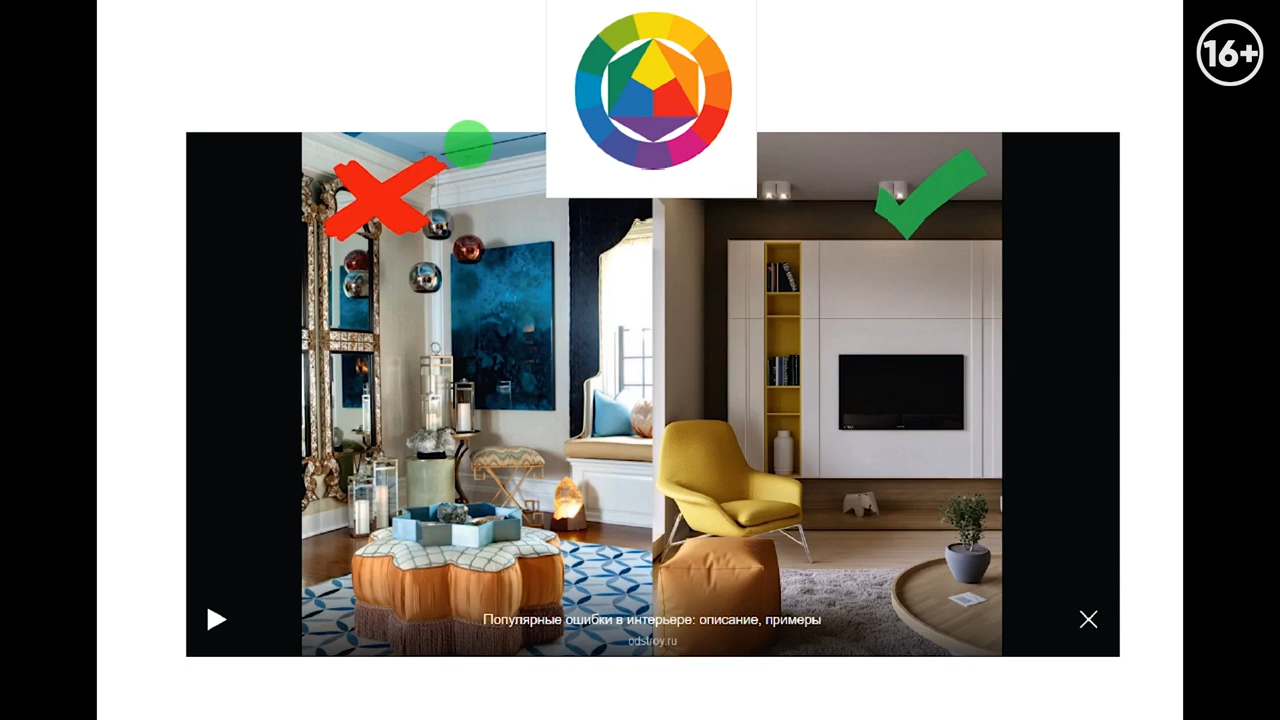 16+
Популярные ошибки в интерьере: описание, примеры
odstroy.ru